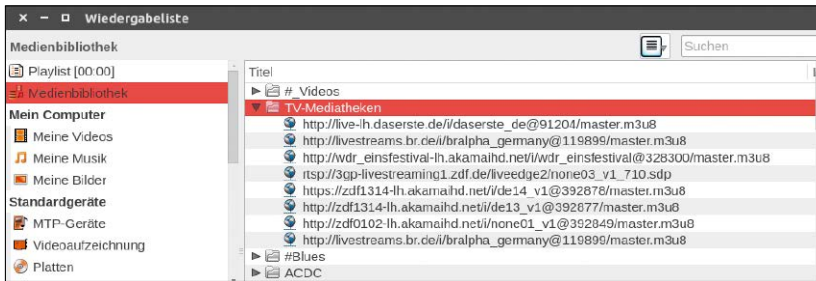 Wiedergabeliste
Medienbibliothek
Suchen
Playlist [00:00]
Medienbibliothek
Mein Computer
Meine Videos
Meine Musik
Meine Bilder
Standardgeräte
MTP-Geräte
Videoaufzeichnung
Platten
Titel
#_Videos
TV-Mediatheken
http://live-lh.daserste.de/i/daserste_de@91204/master.m3u8
http://livestreams.br.de/i/bralpha_germany@119899/master.m3u8
http://wdr_einsfestival-lh.akamaihd.net/i/wdr_einsfestival@328300/master.m3u8
rtsp://3gp-livestreaming1.zdf.de/liveedge2/none03_v1_710.sdp
https://zdf1314-lh.akamaihd.net/i/de14_v1@392878/master.m3u8
http://zdf1314-lh.akamaihd.net/i/de13_v1@392877/master.m3u8
http://zdf0102-lh.akamaihd.net/i/none01_v1@392849/master.m3u8
http://livestreams.br.de/i/bralpha_germany@119899/master.m3u8
#Blues
ACDC